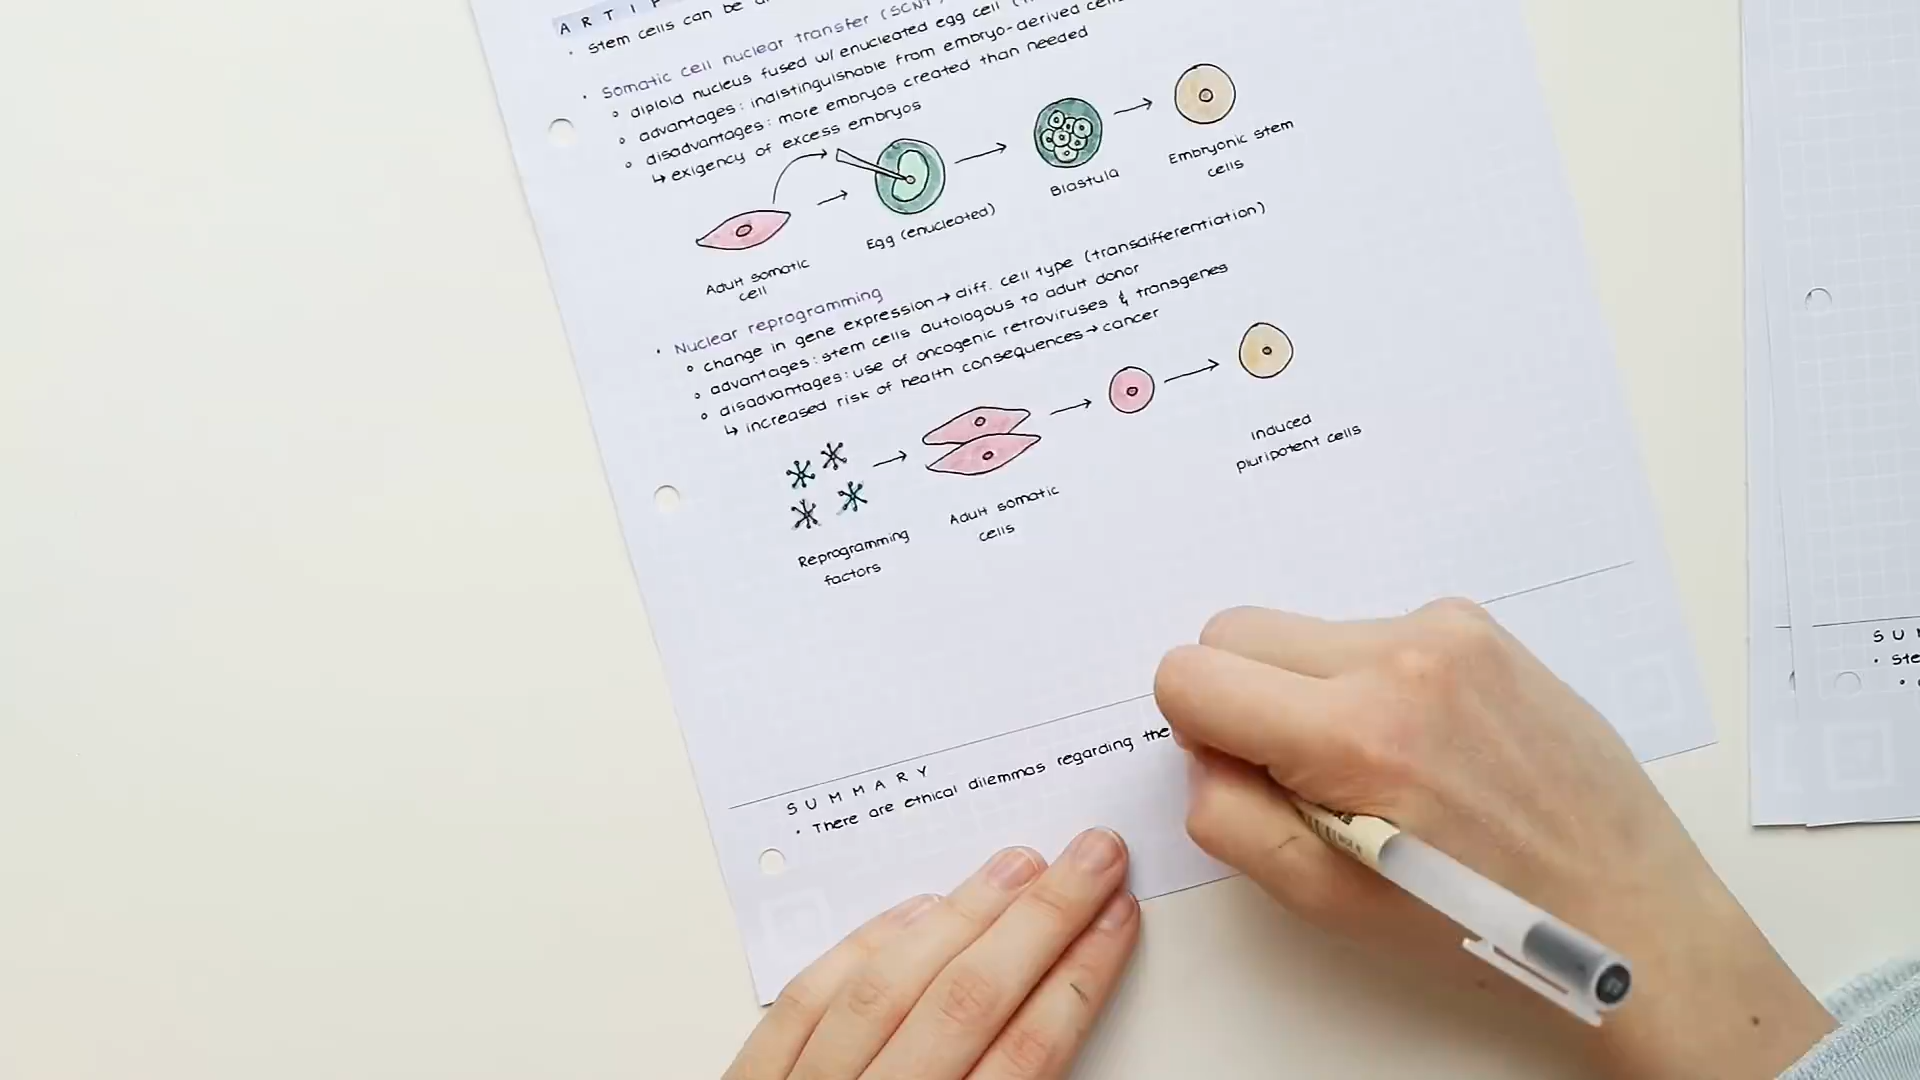 A R T I
• stem cells can be
• Somatic cell nuclear transfer (SCNT)
◦ diploid nucleus fused w/ enucleated egg cell
◦ advantages: indistinguishable from embryo-derived cells
◦ disadvantages: more embryos created than needed
↳ exigency of excess embryos
Adult somatic
cell
Egg (enucleated)
Blastula
Embryonic stem
cells
• Nuclear reprogramming
◦ change in gene expression → diff. cell type (transdifferentiation)
◦ advantages: stem cells autologous to adult donor
◦ disadvantages: use of oncogenic retroviruses & transgenes
↳ increased risk of health consequences → cancer
Reprogramming
factors
Adult somatic
cells
induced
pluripotent cells
S U M M A R Y
• There are ethical dilemmas regarding the
S U
• Ste